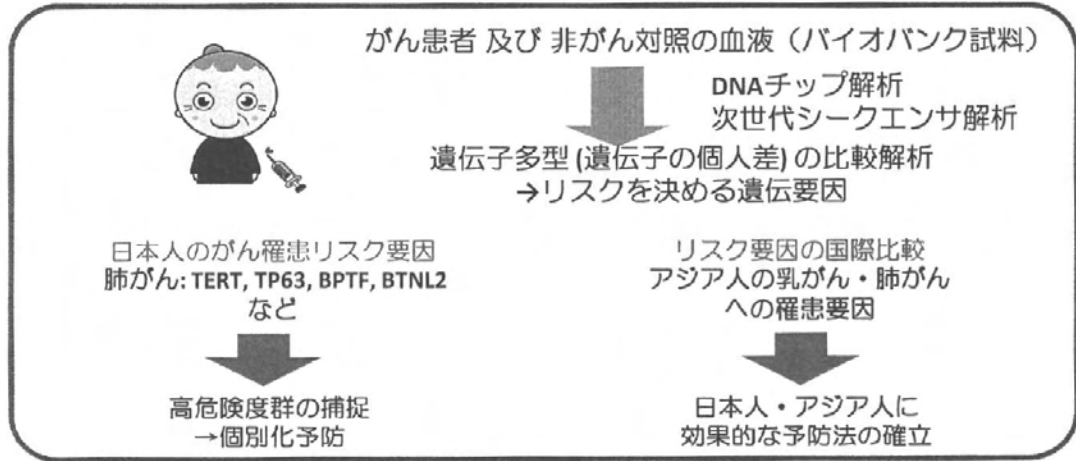 がん患者 及び 非がん対照の血液（バイオバンク試料）
DNAチップ解析
次世代シークエンサ解析
遺伝子多型 (遺伝子の個人差) の比較解析
→リスクを決める遺伝要因
日本人のがん罹患リスク要因
肺がん: TERT, TP63, BPTF, BTNL2
など
高危険度群の捕捉
→個別化予防
リスク要因の国際比較
アジア人の乳がん・肺がん
への罹患要因
日本人・アジア人に
効果的な予防法の確立